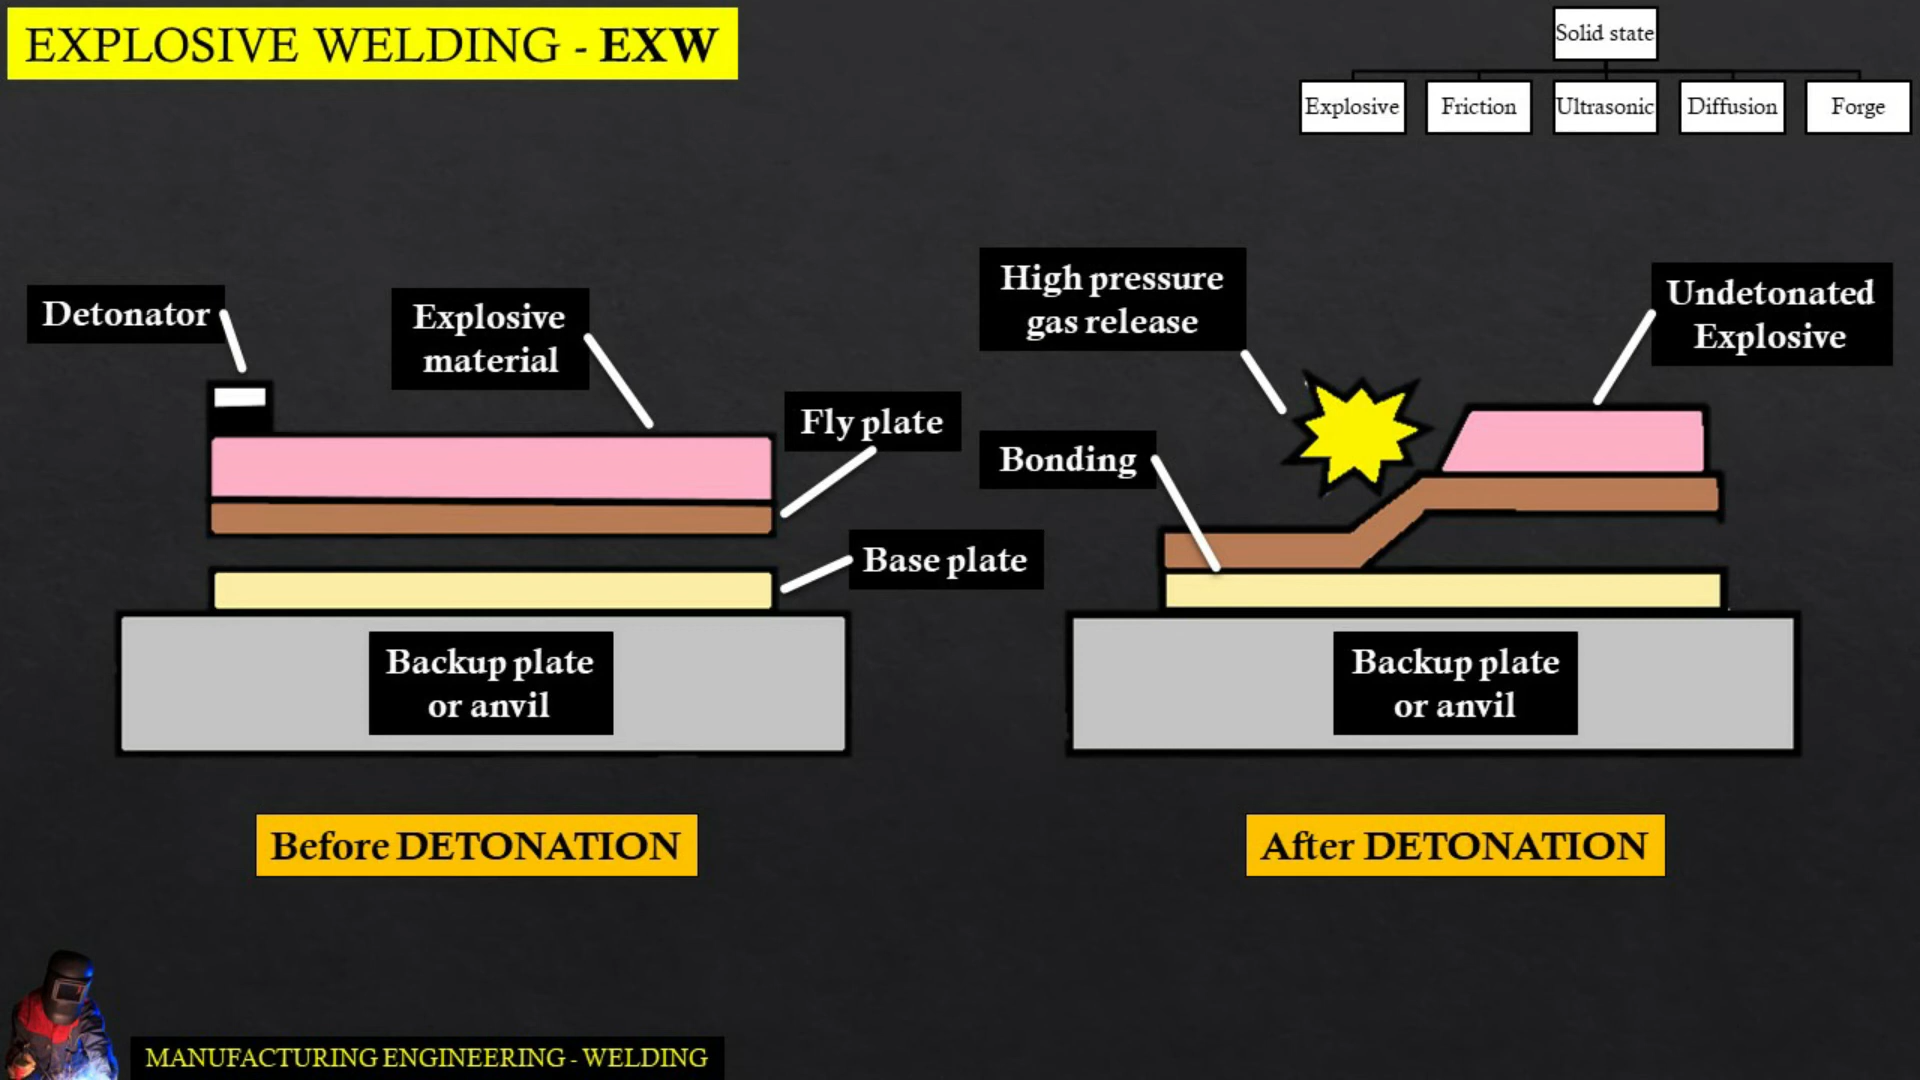 EXPLOSIVE WELDING - EXW
Solid state
Explosive
Friction
Ultrasonic
Diffusion
Forge
Detonator
Explosive
material
Fly plate
Base plate
Backup plate
or anvil
Before DETONATION
High pressure
gas release
Undetonated
Explosive
Bonding
Backup plate
or anvil
After DETONATION
MANUFACTURING ENGINEERING - WELDING